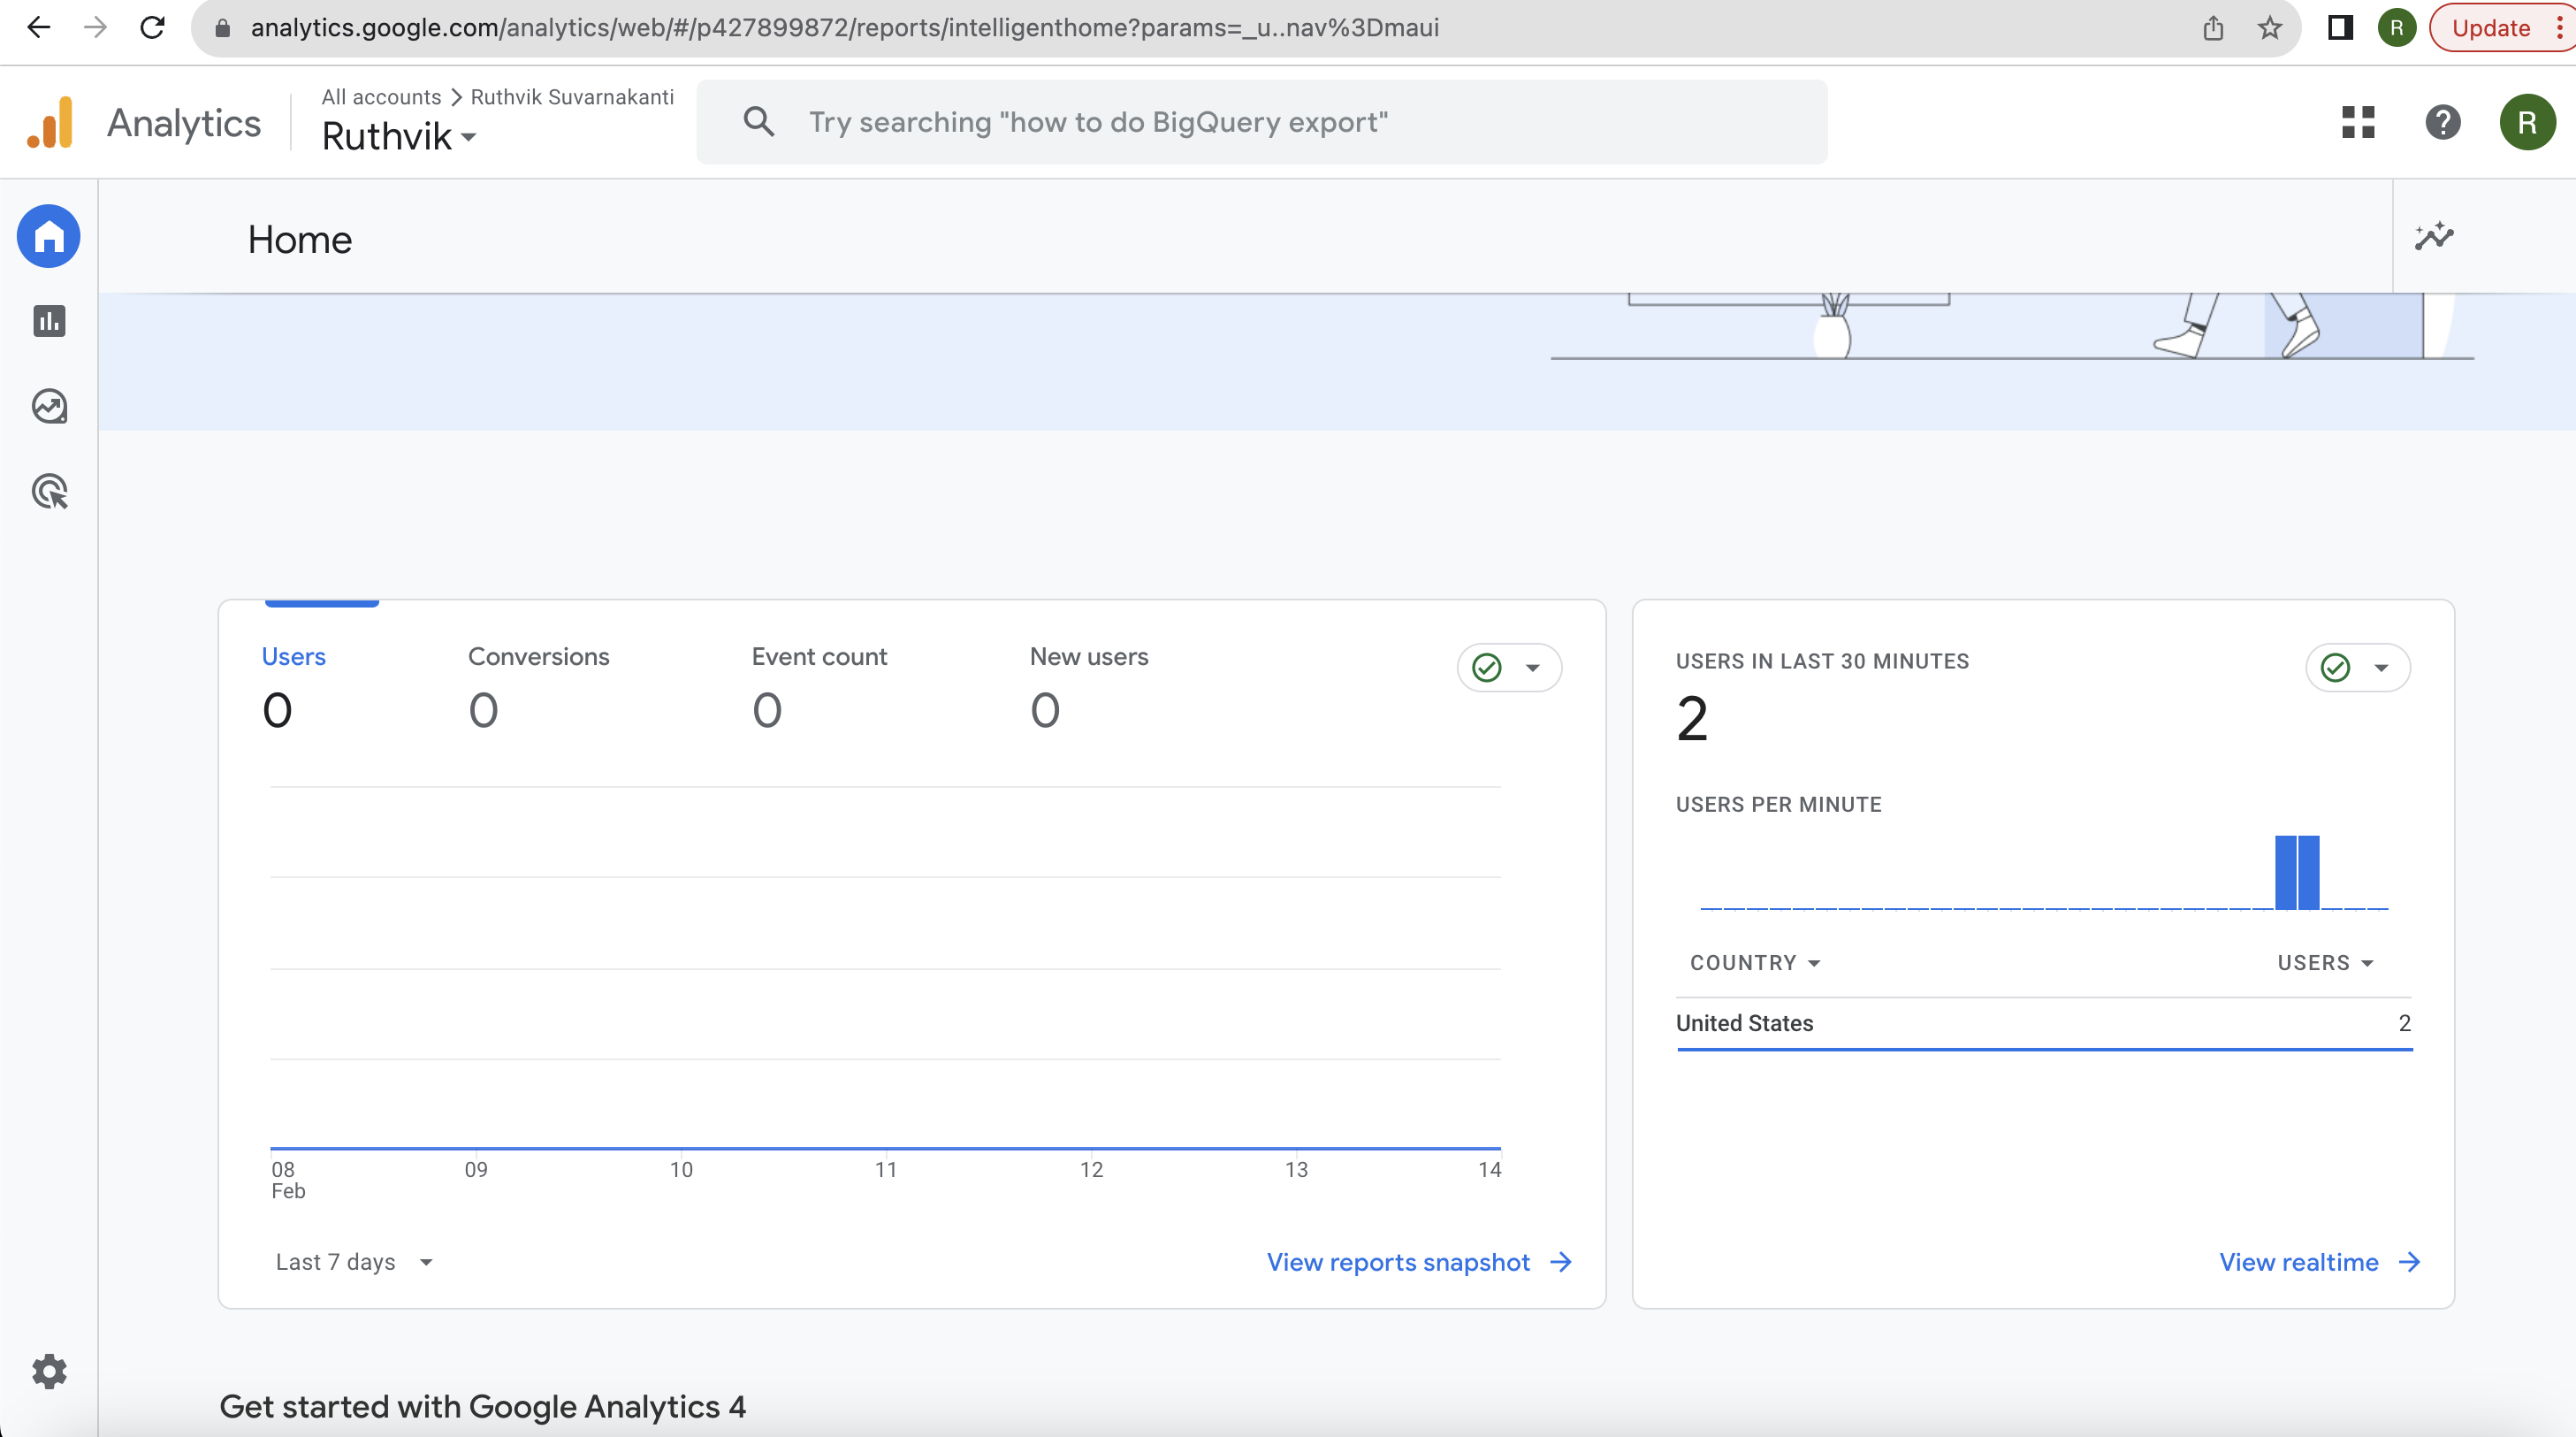 analytics.google.com/analytics/web/#/p427899872/reports/intelligenthome?params=_u..nav%3Dmaui
R
Update
Analytics
All accounts > Ruthvik Suvarnakanti
Ruthvik
Try searching "how to do BigQuery export"
?
R
Home
Users
Conversions
Event count
New users
0
0
0
0
USERS IN LAST 30 MINUTES
2
USERS PER MINUTE
COUNTRY
USERS
United States
2
08
09
10
11
12
13
14
Feb
Last 7 days
View reports snapshot
View realtime
Get started with Google Analytics 4